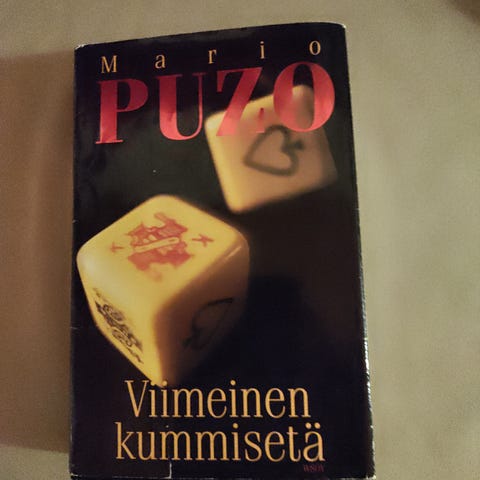 Mario
PUZO
Viimeinen
kummisetä
WSOY